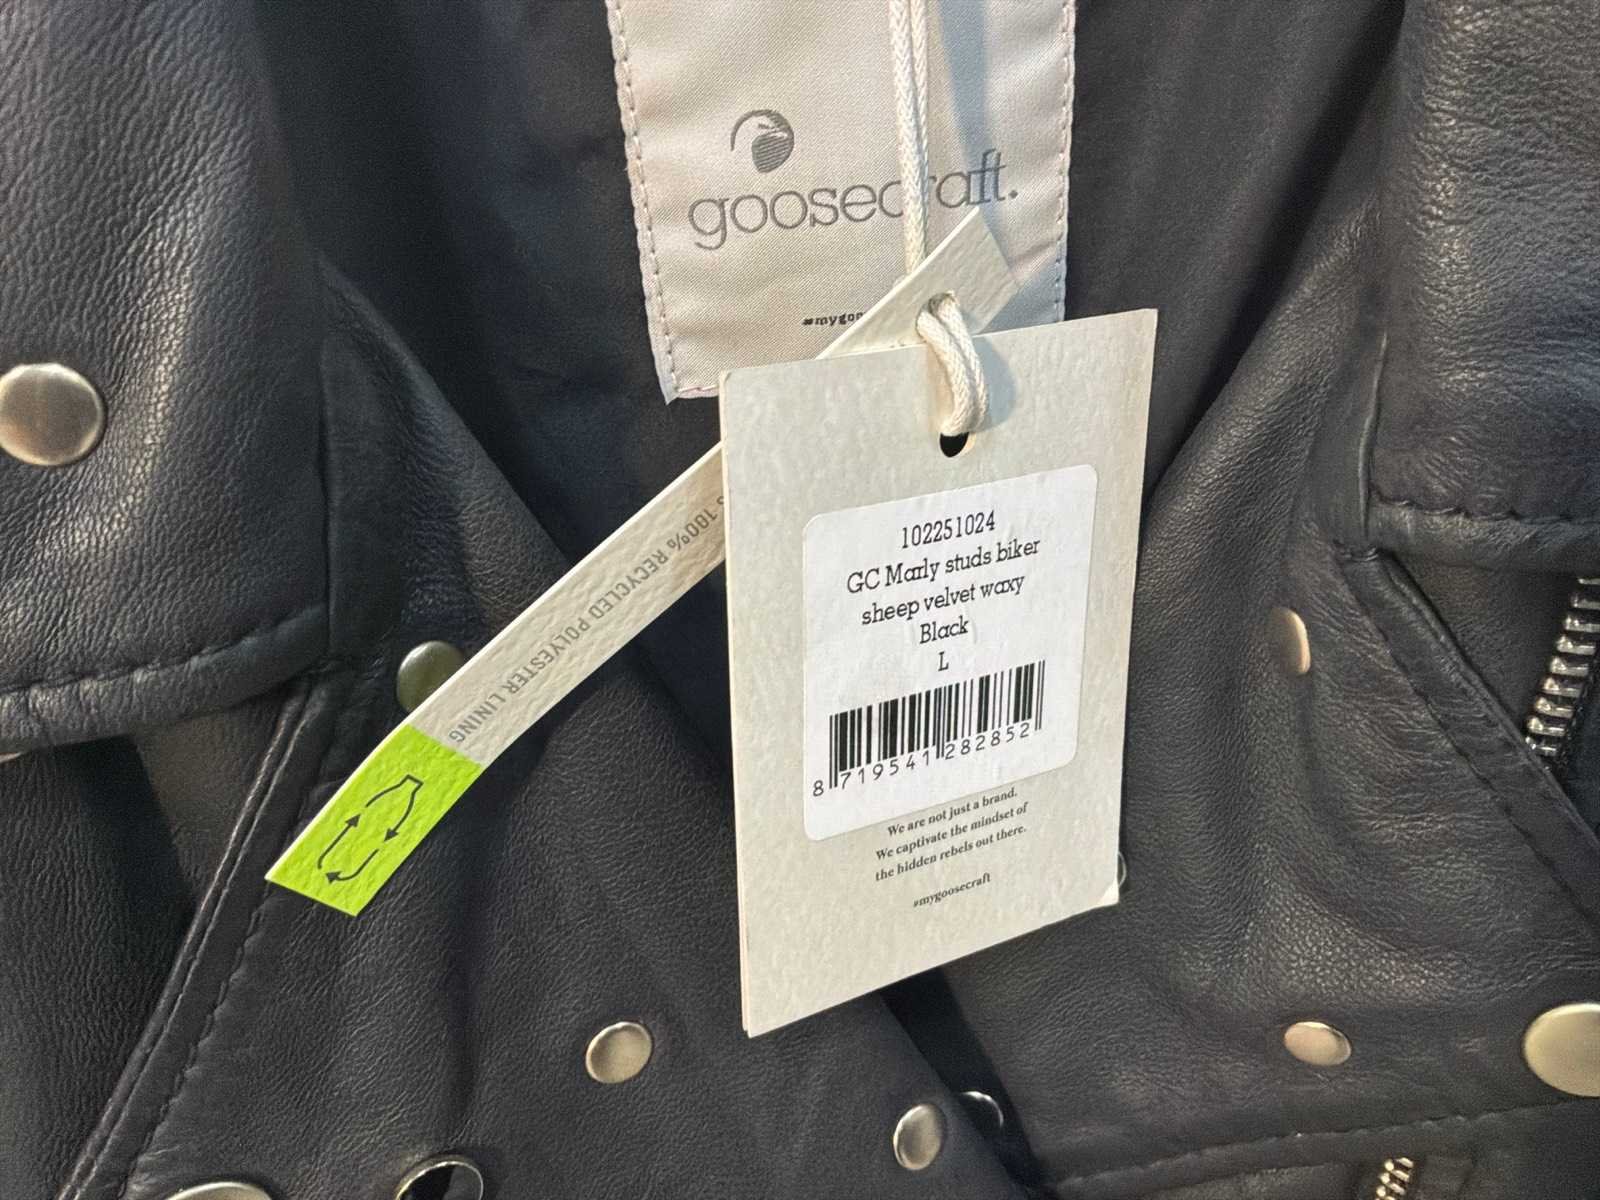 goosecraft.
100% RECYCLED POLYESTER LINING
102251024
GC Marly studs biker
sheep velvet waxy
Black
L
8 719541 282852
We are not just a brand.
We captivate the mindset of
the hidden rebels out there.
#mygoosecraft